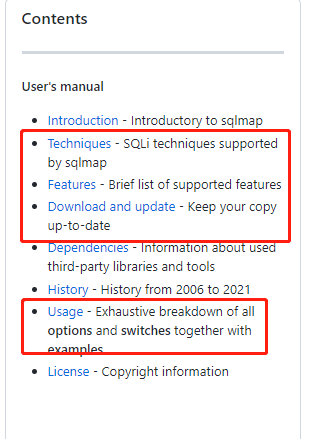 Contents
User's manual
Introduction - Introductory to sqlmap
Techniques - SQLi techniques supported
by sqlmap
Features - Brief list of supported features
Download and update - Keep your copy
up-to-date
Dependencies - Information about used
third-party libraries and tools
History - History from 2006 to 2021
Usage - Exhaustive breakdown of all
options and switches together with
examples
License - Copyright information